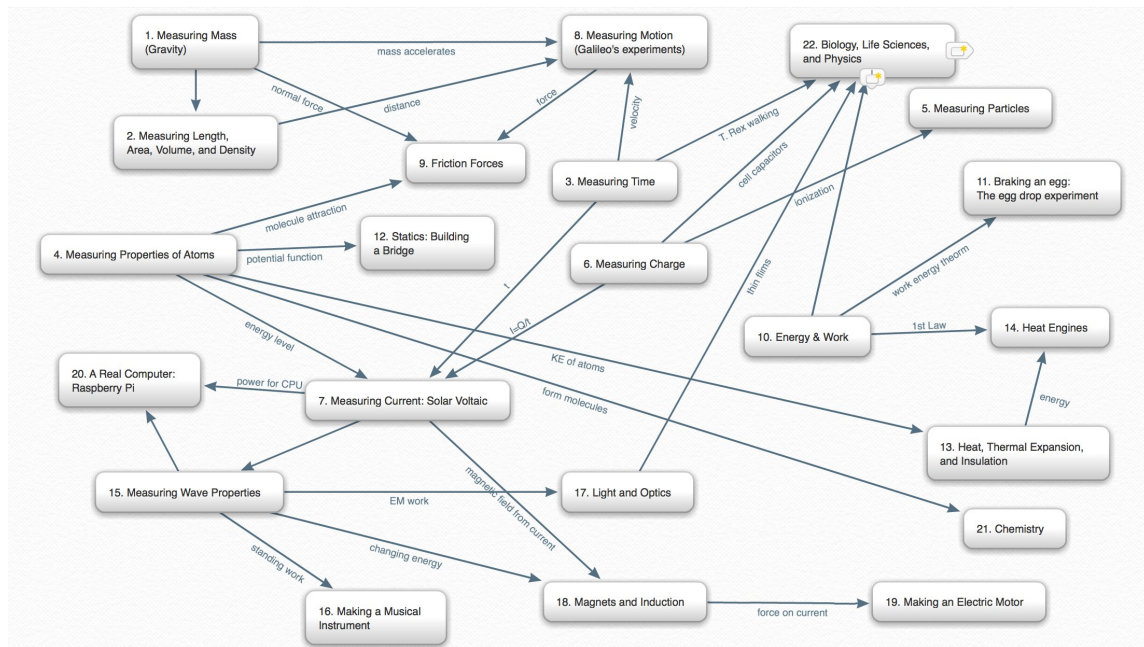 1. Measuring Mass
(Gravity)
mass accelerates
8. Measuring Motion
(Galileo's experiments)
22. Biology, Life Sciences,
and Physics
normal force
distance
force
velocity
T. Rex walking
5. Measuring Particles
2. Measuring Length,
Area, Volume, and Density
9. Friction Forces
3. Measuring Time
cell capacitors
ionization
11. Braking an egg:
The egg drop experiment
molecule attraction
12. Statics: Building
a Bridge
4. Measuring Properties of Atoms
potential function
6. Measuring Charge
thin flims
work energy theorm
t
I=Q/t
energy level
KE of atoms
10. Energy & Work
1st Law
14. Heat Engines
20. A Real Computer:
Raspberry Pi
power for CPU
7. Measuring Current: Solar Voltaic
form molecules
energy
13. Heat, Thermal Expansion,
and Insulation
15. Measuring Wave Properties
EM work
magnetic field from current
17. Light and Optics
21. Chemistry
standing work
changing energy
16. Making a Musical
Instrument
18. Magnets and Induction
force on current
19. Making an Electric Motor